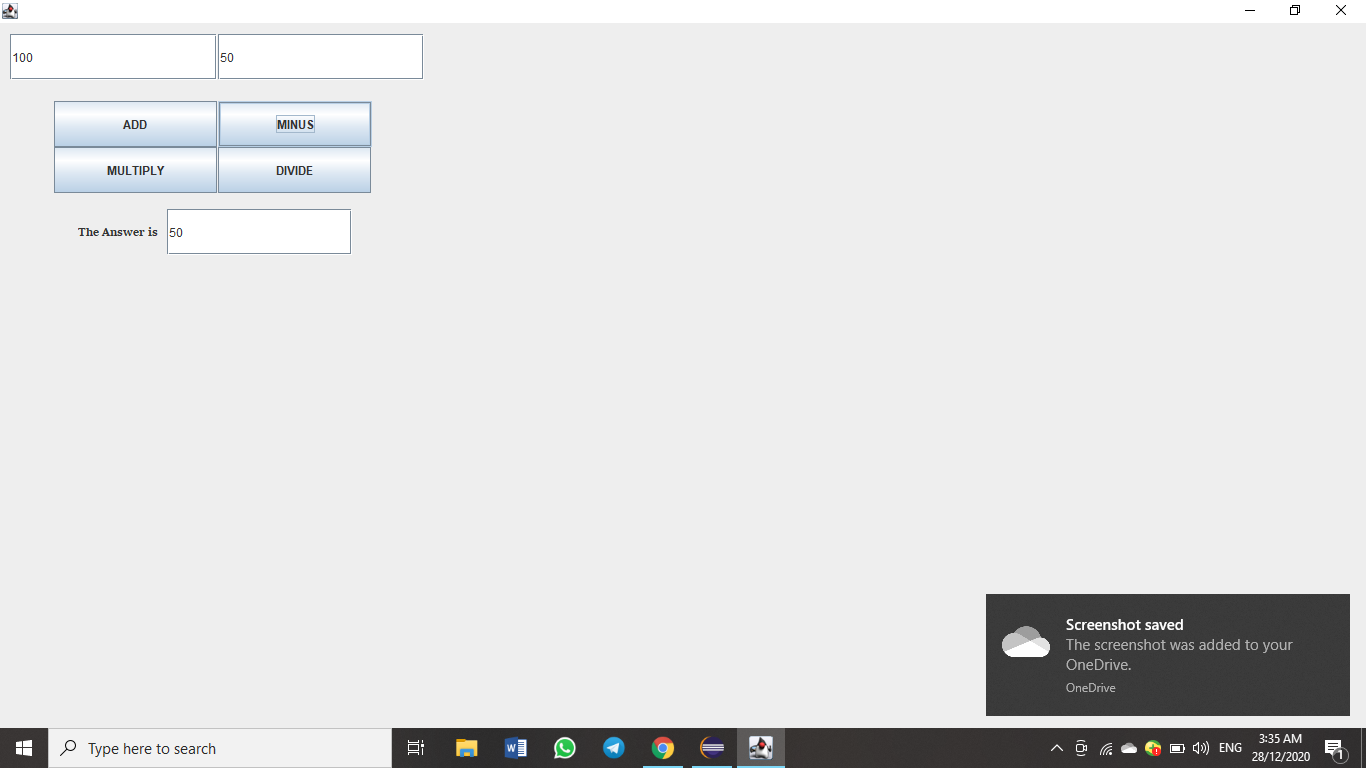 100 50
ADD MINUS
MULTIPLY DIVIDE
The Answer is 50
Screenshot saved
The screenshot was added to your
OneDrive.
OneDrive
Type here to search
W
ENG
3:35 AM
28/12/2020
1